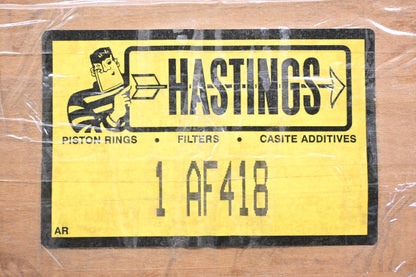 HASTINGS
PISTON RINGS • FILTERS • CASITE ADDITIVES
1 AF418
AR